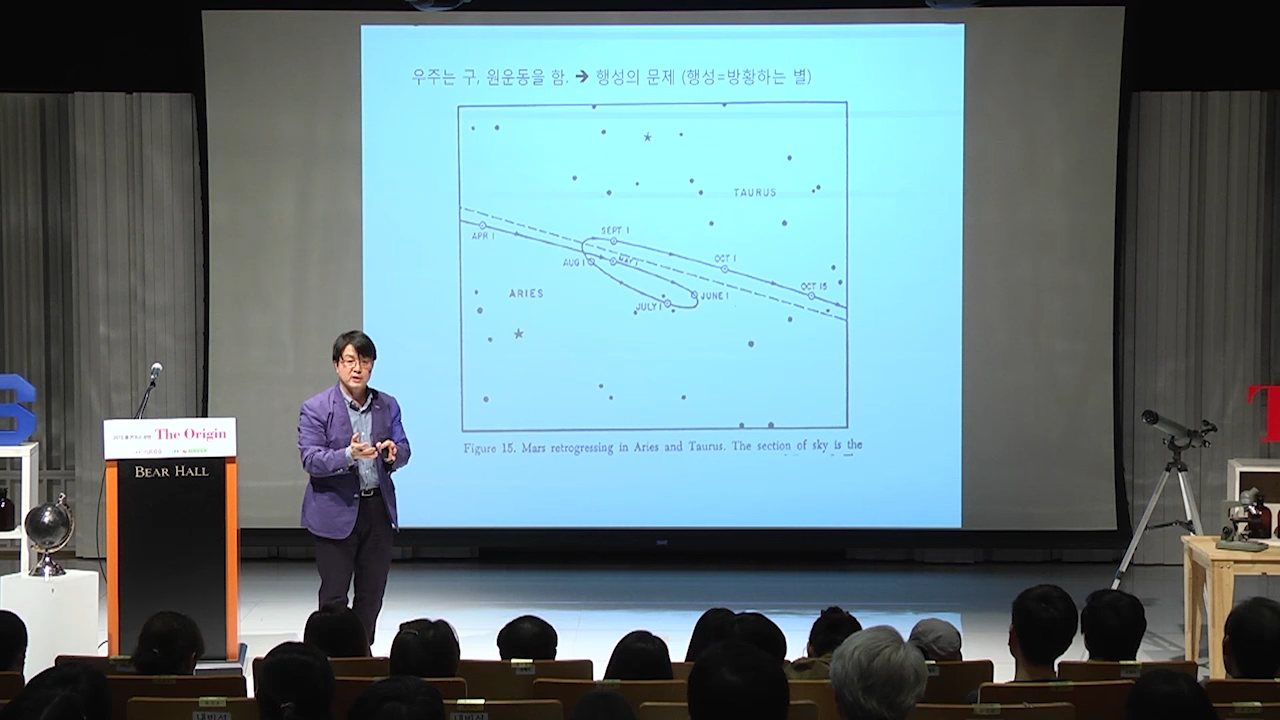 우주는 구, 원운동을 함. ➔ 행성의 문제 (행성=방황하는 별)
TAURUS
SEPT 1
APR 1
OCT 1
AUG 1
MAY 1
OCT 15
ARIES
JUNE 1
JULY 1
Figure 15. Mars retrogressing in Aries and Taurus. The section of sky is the
The Origin
BEAR HALL
S
T